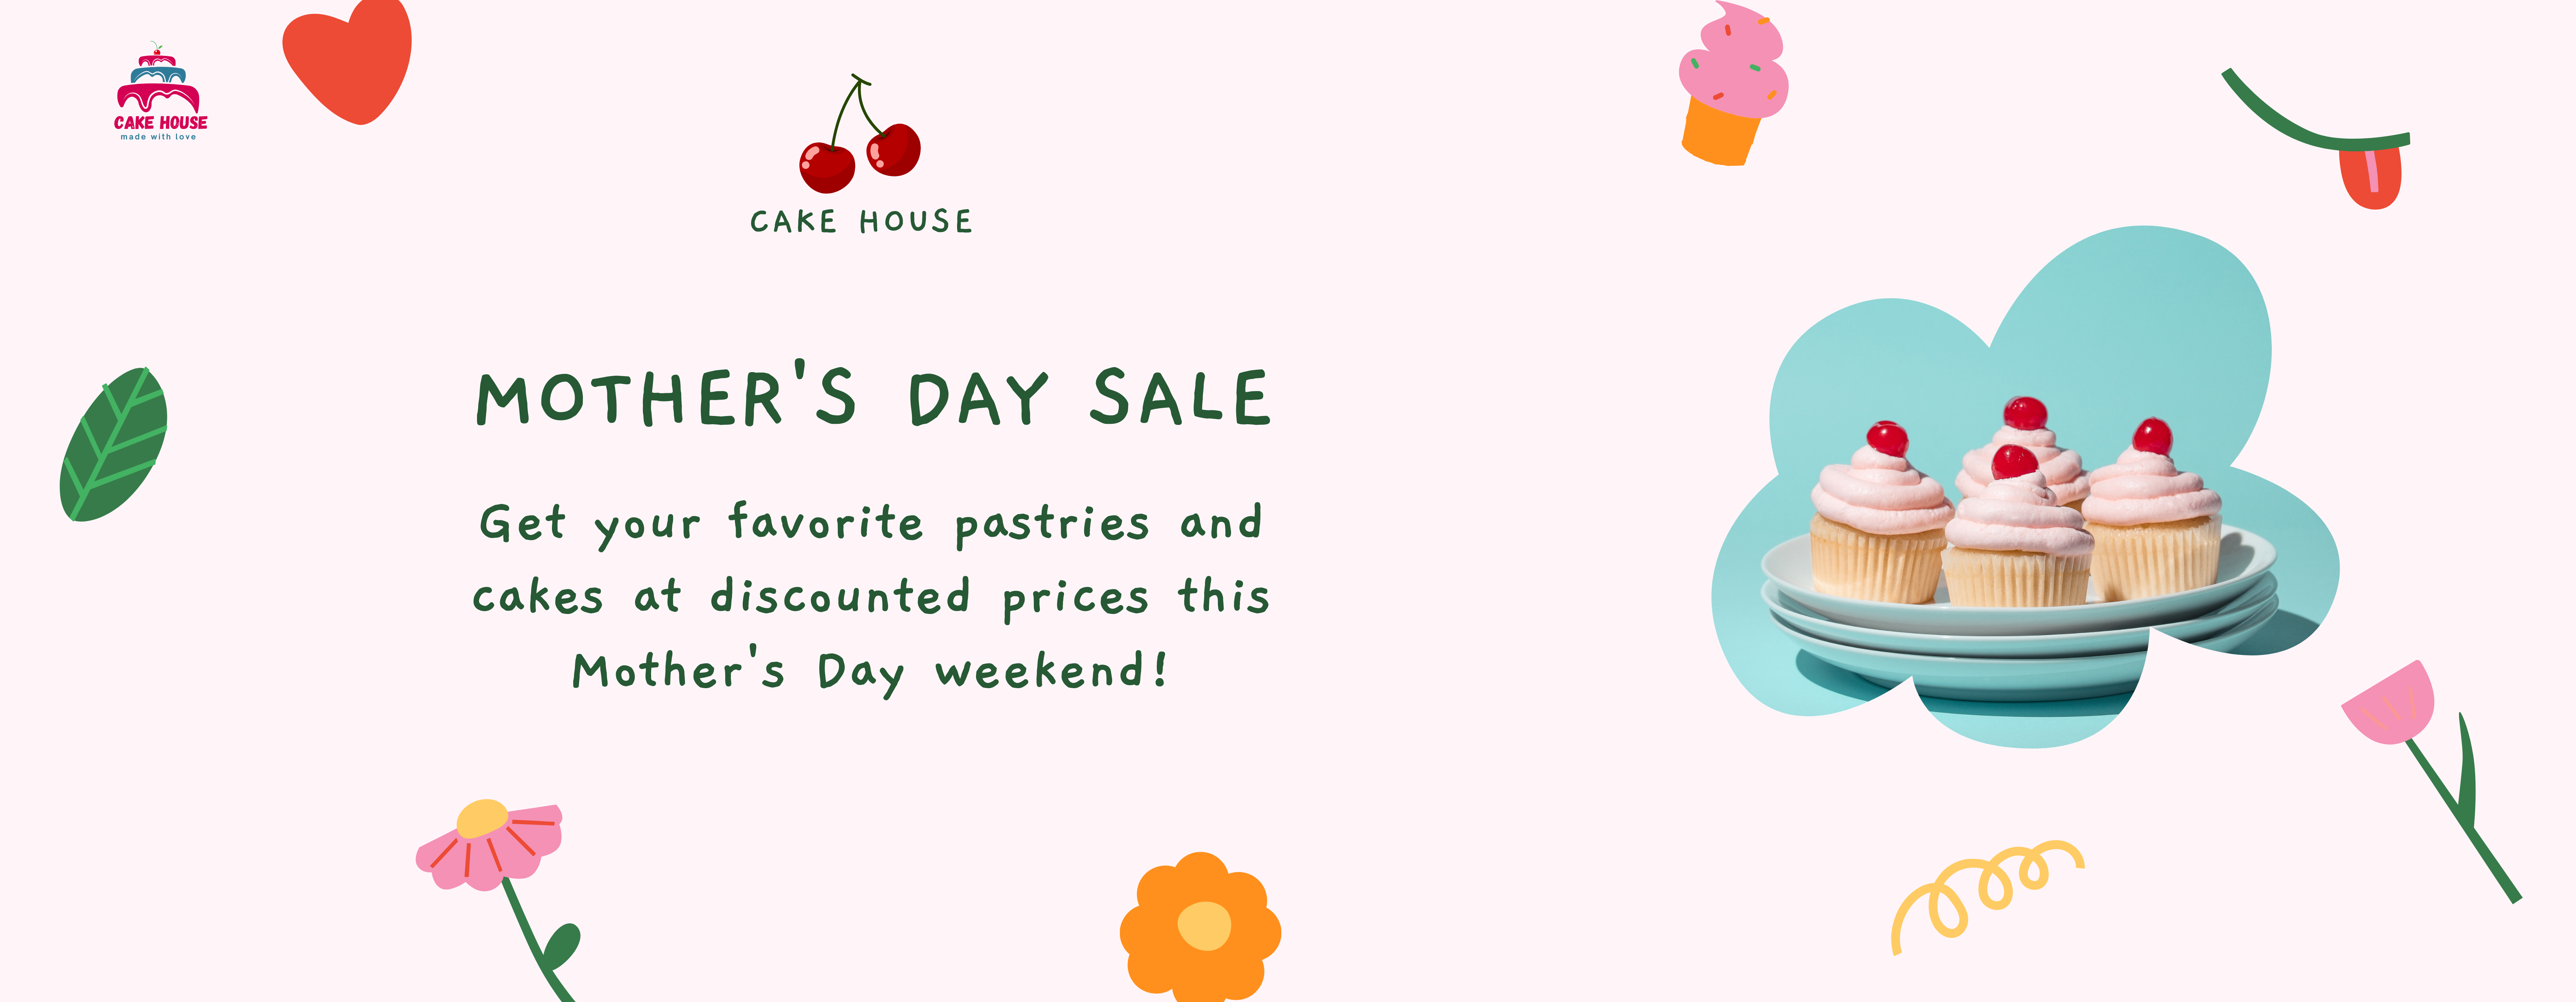 CAKE HOUSE
made with love
CAKE HOUSE
MOTHER'S DAY SALE
Get your favorite pastries and
cakes at discounted prices this
Mother's Day weekend!